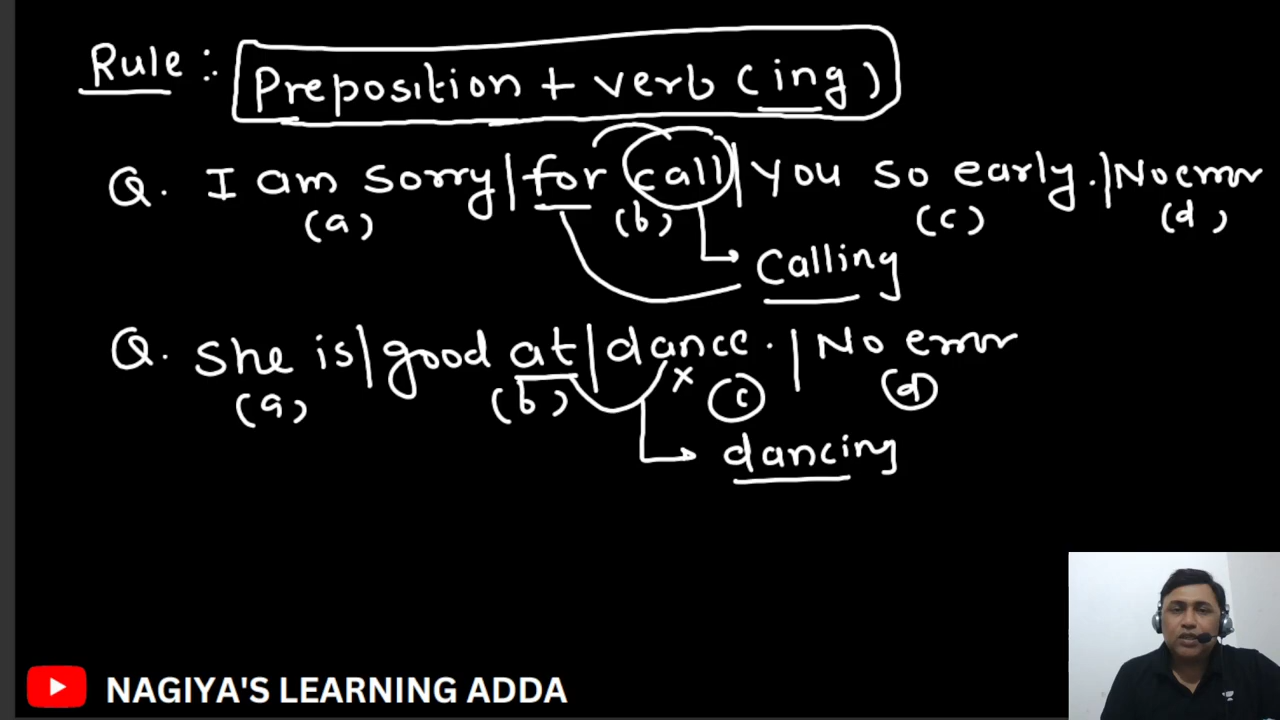 Rule :- Preposition + verb (ing)
Q. I am sorry | for call | you so early. | No error
(a) (b) (c) (d)
Calling
Q. She is | good at | dance. | No error
(a) (b) × (c) (d)
dancing
NAGIYA'S LEARNING ADDA